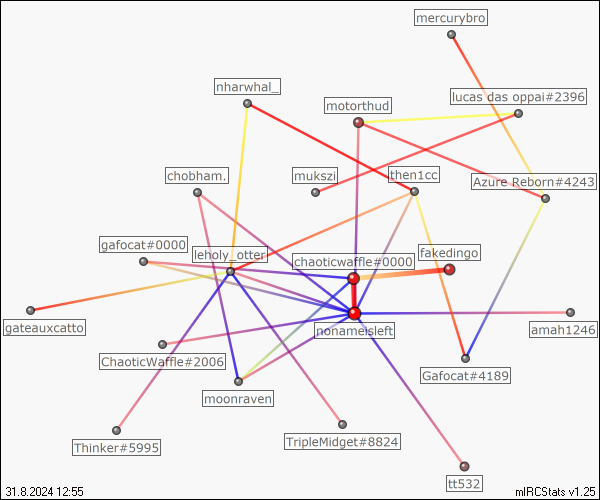 mercurybro
nharwhal_
lucas das oppai#2396
motorthud
chobham.
mukszi
then1cc
Azure Reborn#4243
gafocat#0000
leholy_otter
chaoticwaffle#0000
fakedingo
gateauxcatto
nonameisleft
amah1246
ChaoticWaffle#2006
Gafocat#4189
moonraven
Thinker#5995
TripleMidget#8824
tt532
31.8.2024 12:55
mIRCStats v1.25